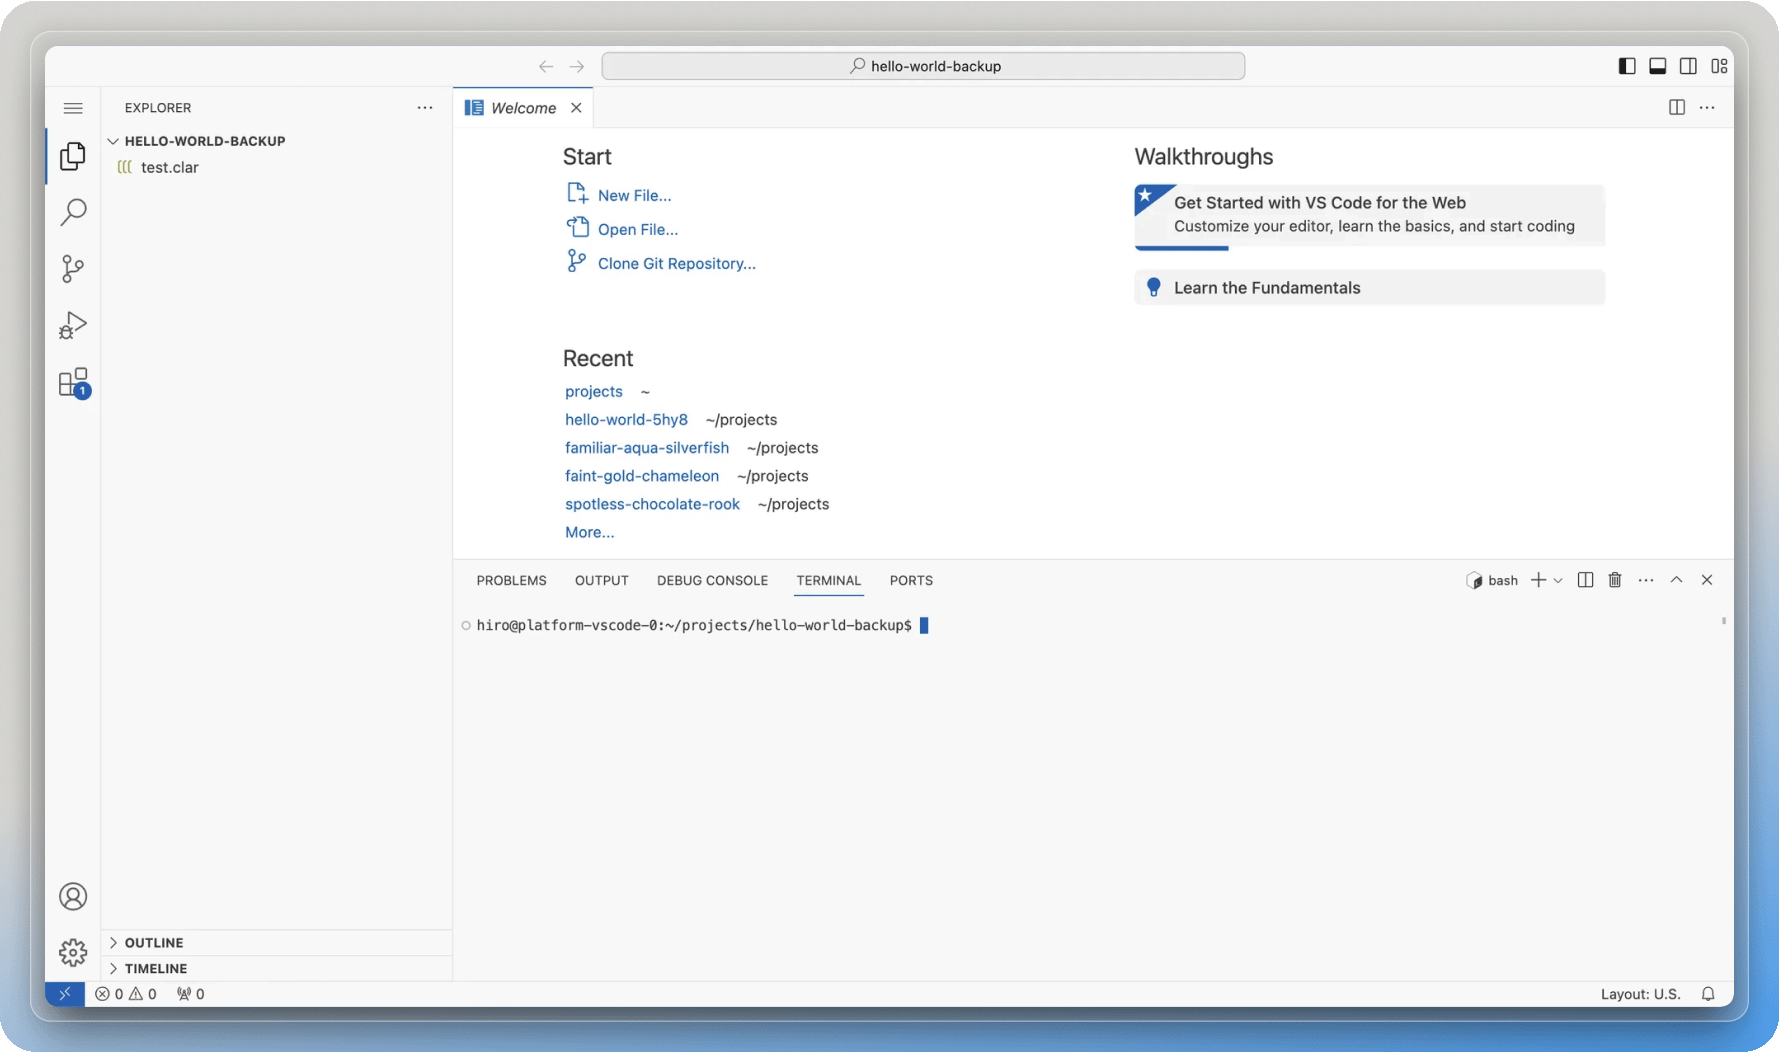 hello-world-backup
EXPLORER
Welcome
HELLO-WORLD-BACKUP
test.clar
Start
New File...
Open File...
Clone Git Repository...
Walkthroughs
Get Started with VS Code for the Web
Customize your editor, learn the basics, and start coding
Learn the Fundamentals
Recent
projects ~
hello-world-5hy8 ~/projects
familiar-aqua-silverfish ~/projects
faint-gold-chameleon ~/projects
spotless-chocolate-rook ~/projects
More...
1
PROBLEMS OUTPUT DEBUG CONSOLE TERMINAL PORTS
bash
hiro@platform-vscode-0:~/projects/hello-world-backup$
OUTLINE
TIMELINE
0 0 0
Layout: U.S.